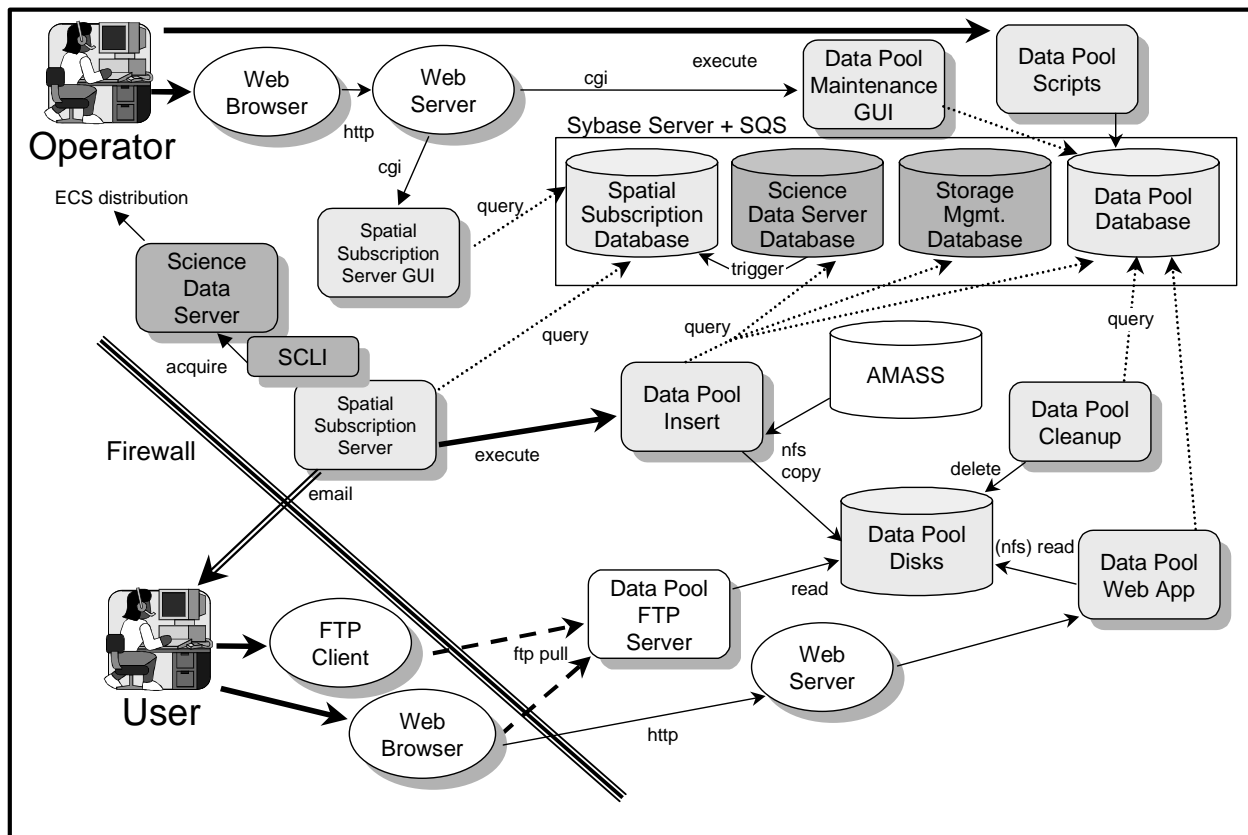 Operator
Web
Browser
http
Web
Server
cgi
execute
Data Pool
Maintenance
GUI
Data Pool
Scripts
cgi
Sybase Server + SQS
Spatial
Subscription
Database
Science
Data Server
Database
Storage
Mgmt.
Database
Data Pool
Database
trigger
query
ECS distribution
Spatial
Subscription
Server GUI
Science
Data
Server
acquire
SCLI
query
query
query
AMASS
Spatial
Subscription
Server
execute
Data Pool
Insert
Data Pool
Cleanup
Firewall
email
nfs
copy
delete
Data Pool
Disks
(nfs) read
Data Pool
Web App
read
Data Pool
FTP
Server
User
FTP
Client
ftp pull
Web
Server
Web
Browser
http